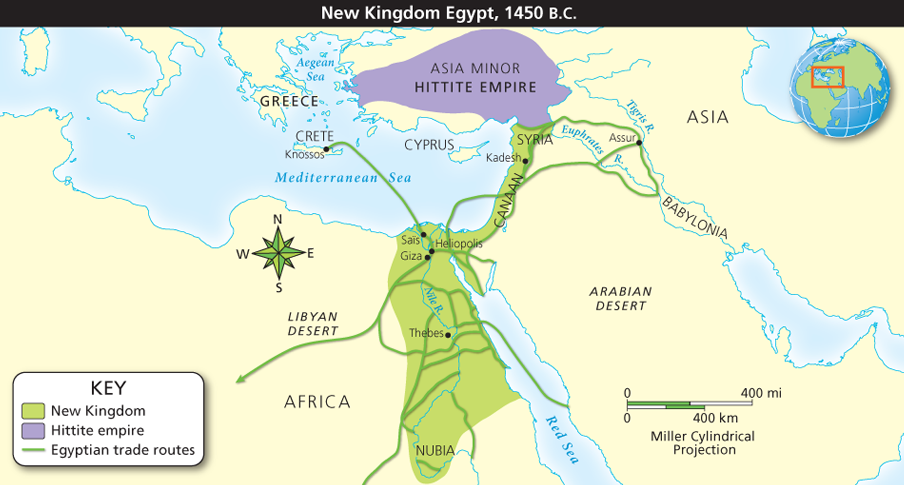 New Kingdom Egypt, 1450 B.C.
Aegean
Sea
ASIA MINOR
HITTITE EMPIRE
GREECE
Tigris R.
ASIA
CRETE
Knossos
CYPRUS
SYRIA
Euphrates
R.
Assur
Kadesh
Mediterranean Sea
CANAAN
BABYLONIA
N
W
E
S
Sais
Heliopolis
Giza
Nile R.
ARABIAN
DESERT
LIBYAN
DESERT
Thebes
AFRICA
NUBIA
Red Sea
KEY
New Kingdom
Hittite empire
Egyptian trade routes
0
400 mi
0
400 km
Miller Cylindrical
Projection